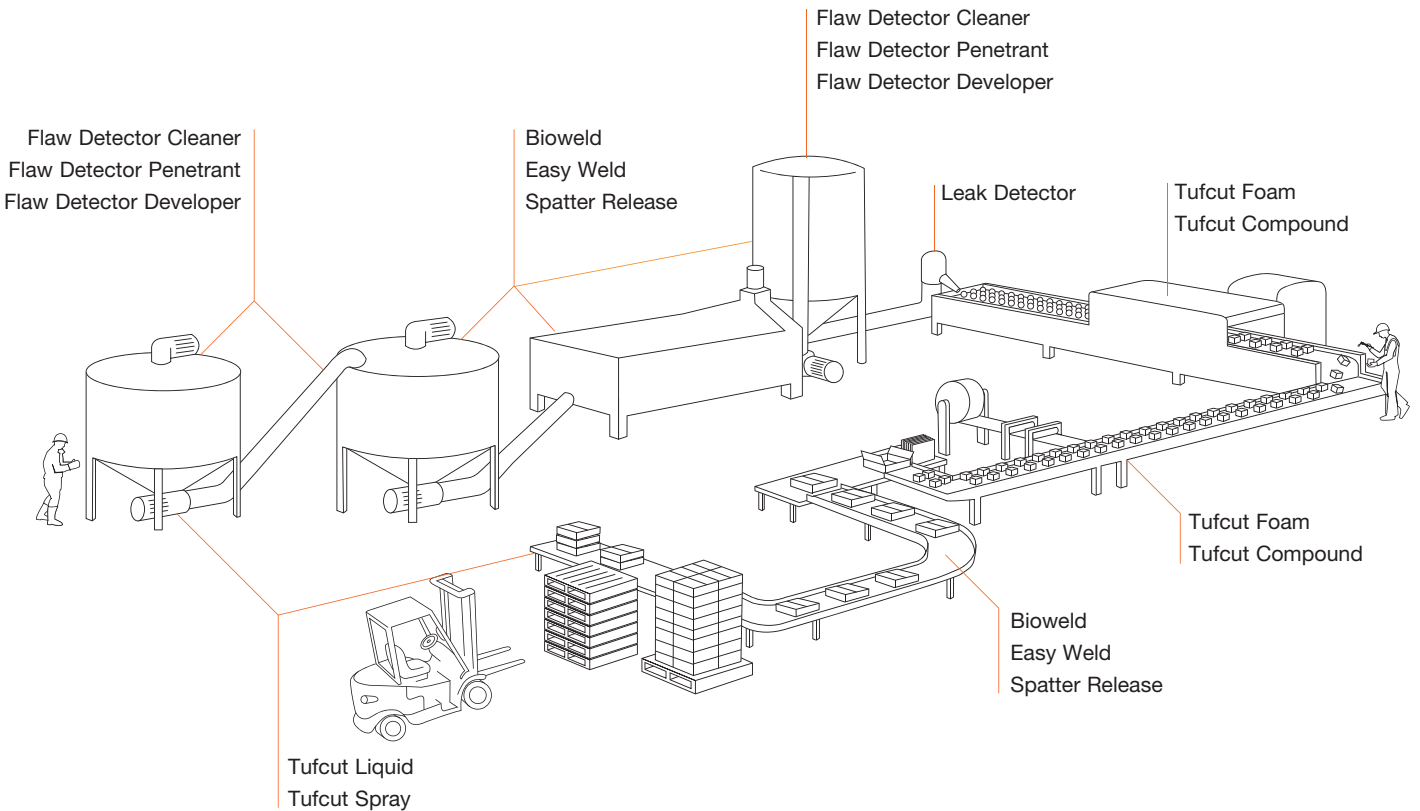 Flaw Detector Cleaner
Flaw Detector Penetrant
Flaw Detector Developer
Flaw Detector Cleaner
Flaw Detector Penetrant
Flaw Detector Developer
Bioweld
Easy Weld
Spatter Release
Leak Detector
Tufcut Foam
Tufcut Compound
Tufcut Foam
Tufcut Compound
Bioweld
Easy Weld
Spatter Release
Tufcut Liquid
Tufcut Spray